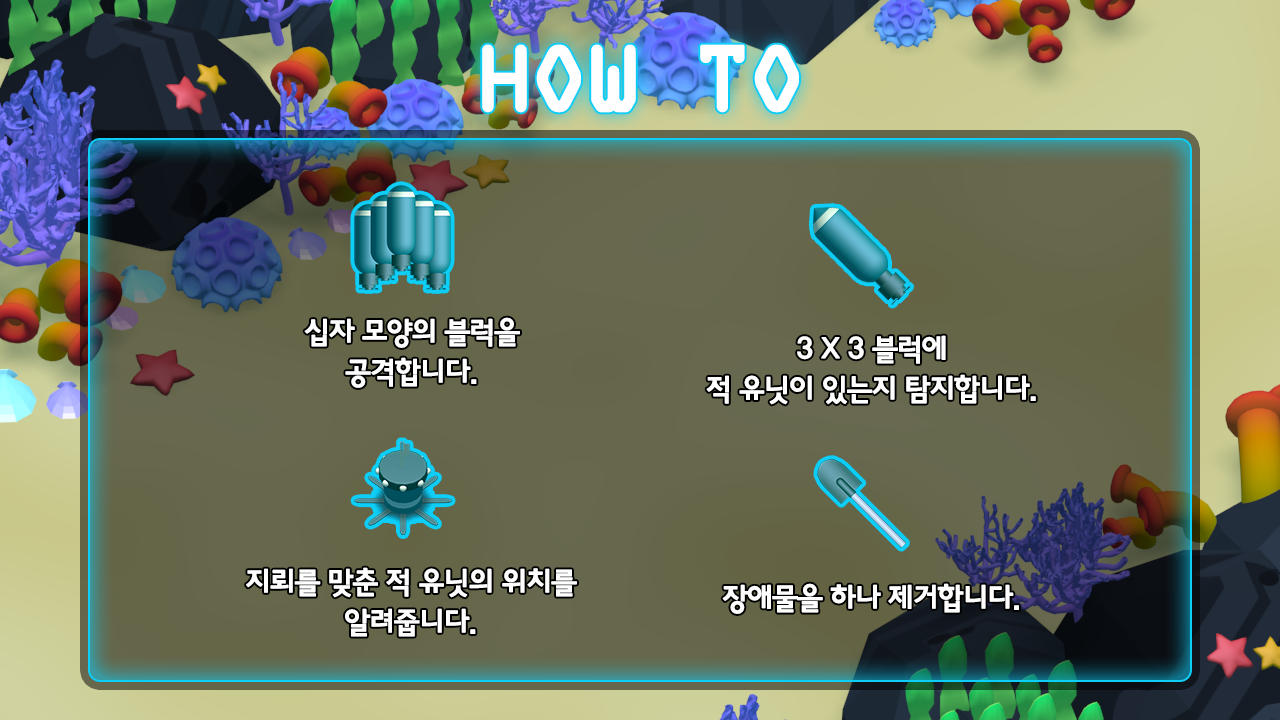 HOW TO
십자 모양의 블럭을
공격합니다.
3 X 3 블럭에
적 유닛이 있는지 탐지합니다.
지뢰를 맞춘 적 유닛의 위치를
알려줍니다.
장애물을 하나 제거합니다.